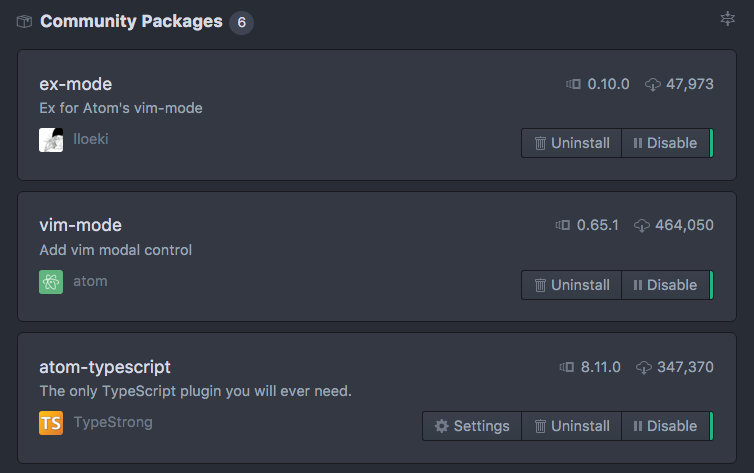 Community Packages 6
ex-mode 0.10.0 47,973
Ex for Atom's vim-mode
lloeki
Uninstall Disable
vim-mode 0.65.1 464,050
Add vim modal control
atom
Uninstall Disable
atom-typescript 8.11.0 347,370
The only TypeScript plugin you will ever need.
TS TypeStrong
Settings Uninstall Disable